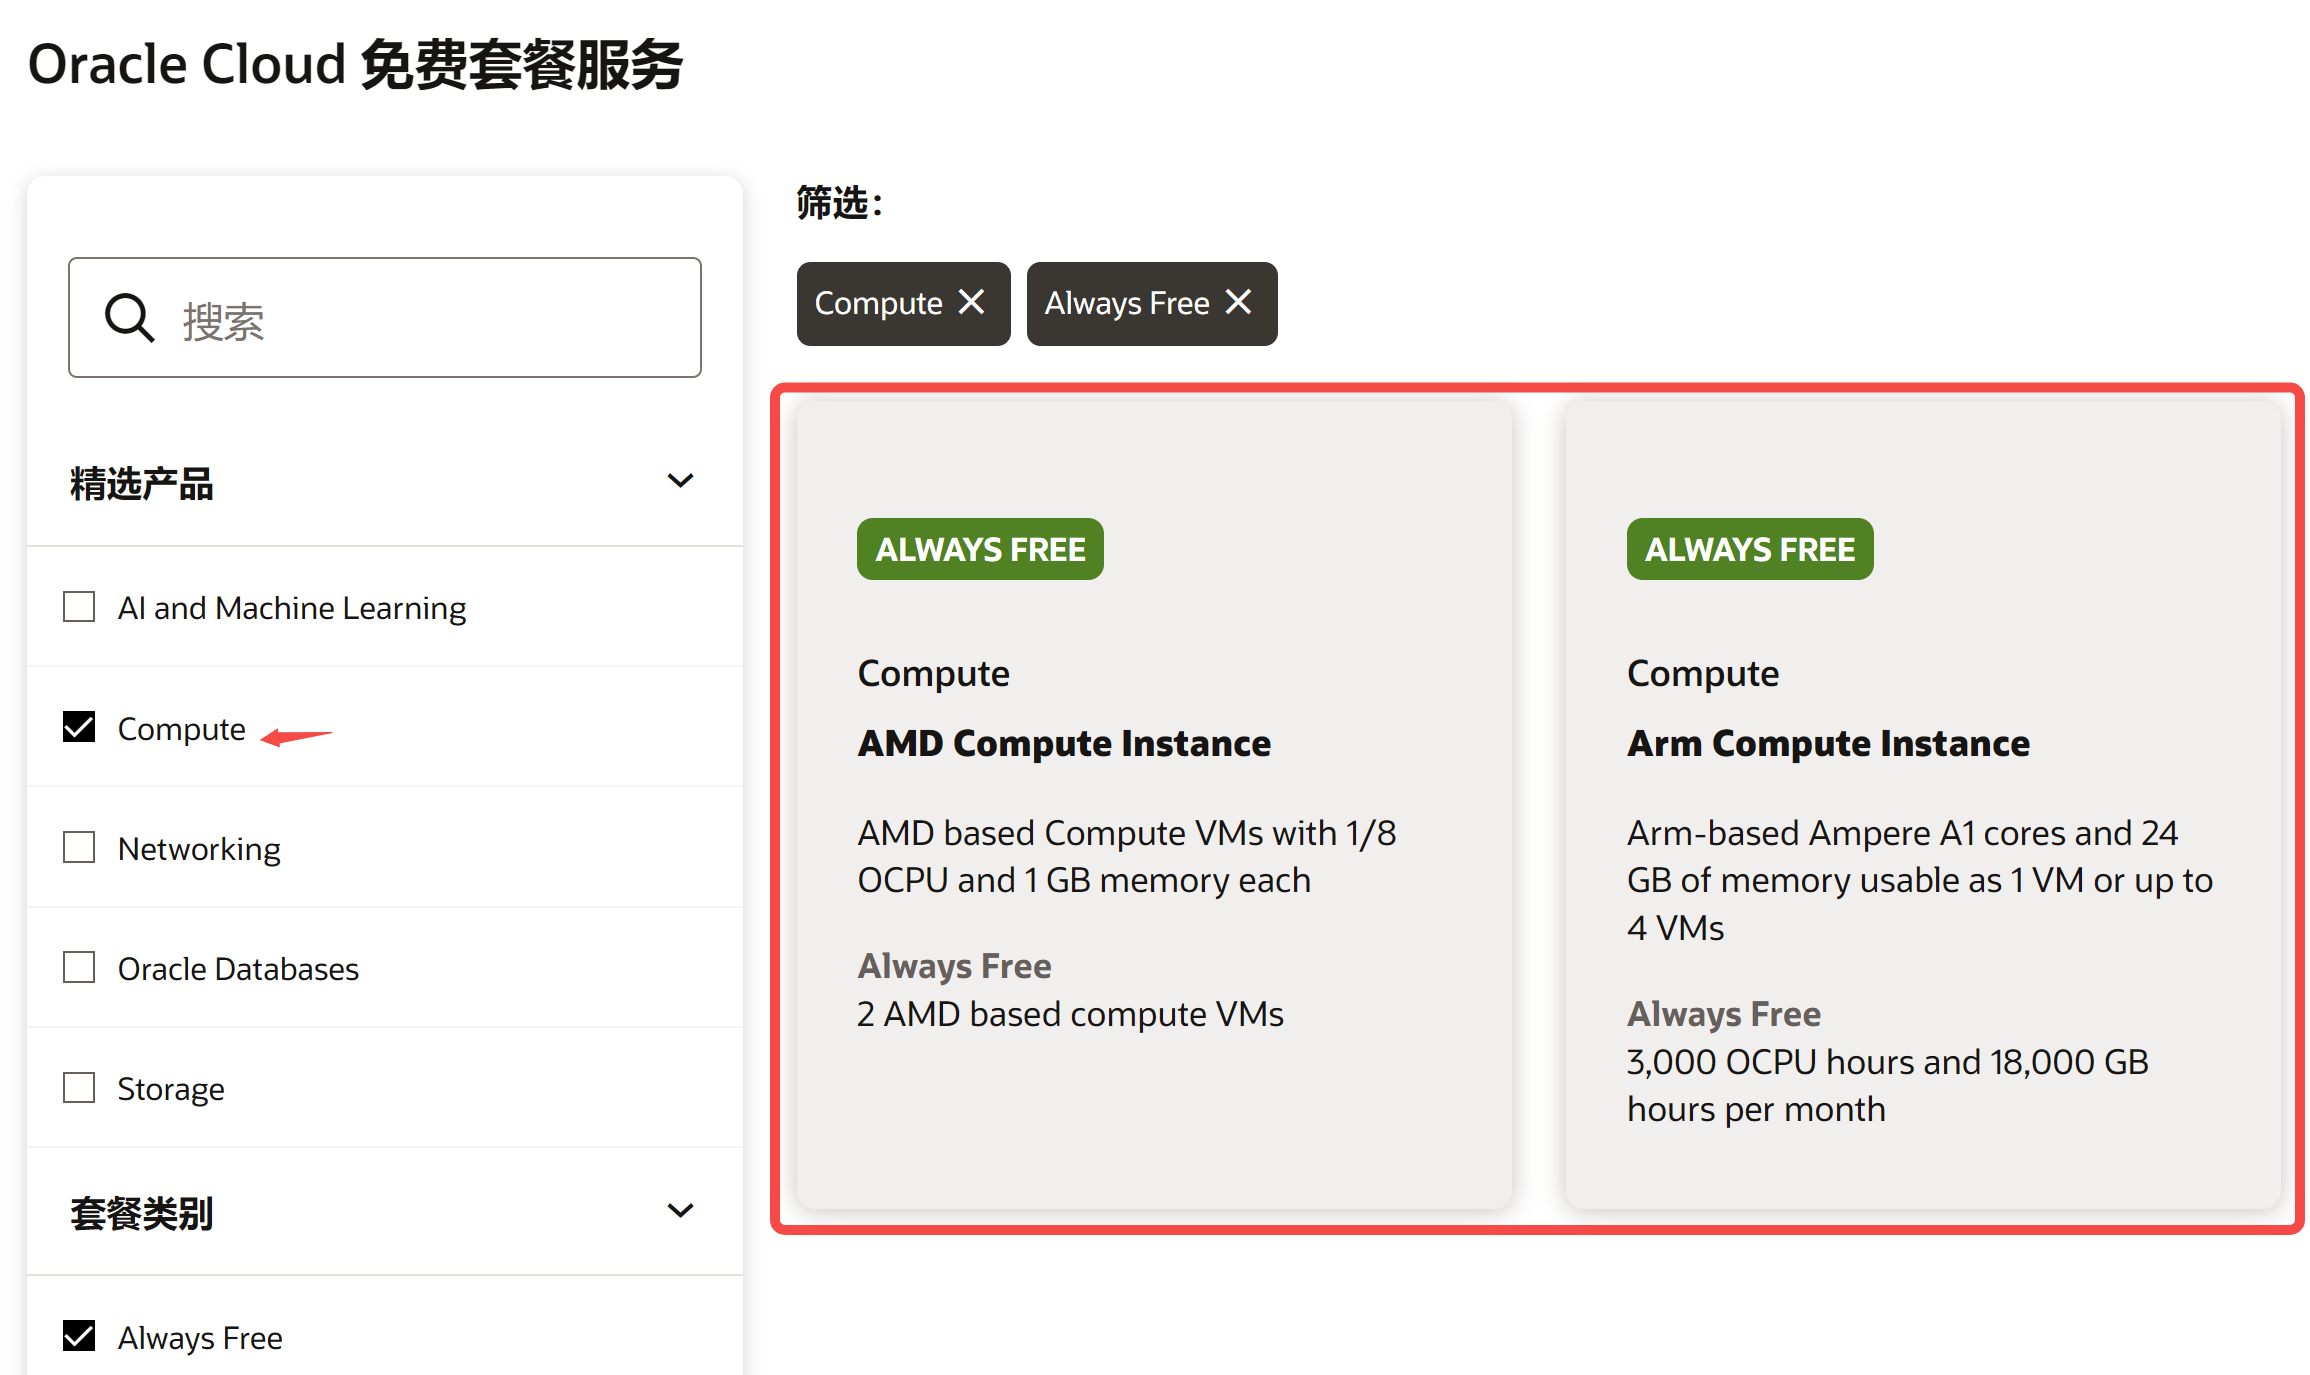 Oracle Cloud 免费套餐服务
搜索
精选产品
AI and Machine Learning
Compute
Networking
Oracle Databases
Storage
套餐类别
Always Free
筛选：
Compute
Always Free
ALWAYS FREE
Compute
AMD Compute Instance
AMD based Compute VMs with 1/8
OCPU and 1 GB memory each
Always Free
2 AMD based compute VMs
ALWAYS FREE
Compute
Arm Compute Instance
Arm-based Ampere A1 cores and 24
GB of memory usable as 1 VM or up to
4 VMs
Always Free
3,000 OCPU hours and 18,000 GB
hours per month